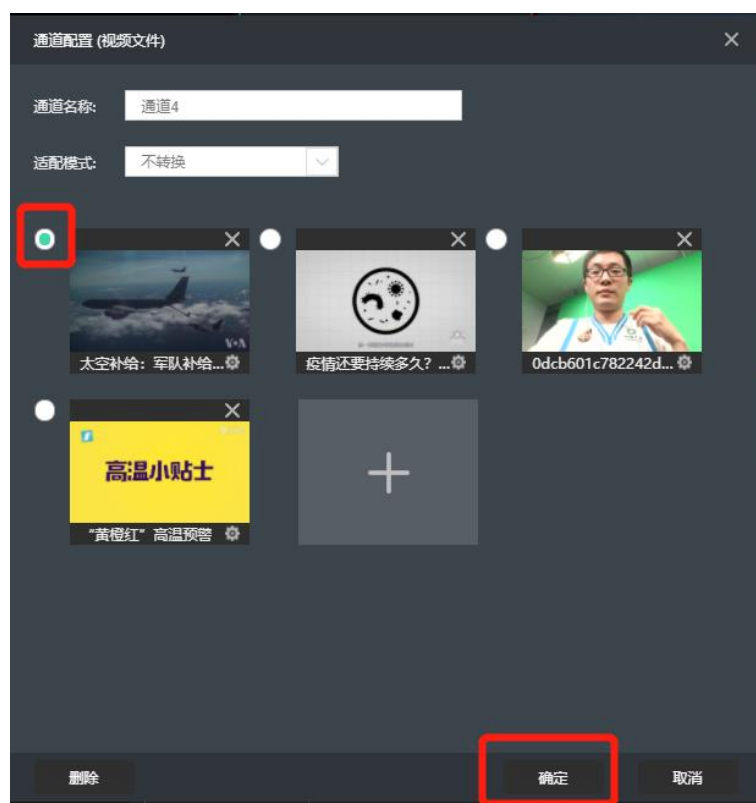 通道配置 (视频文件)
通道名称: 通道4
适配模式: 不转换
VOA
太空补给：军队补给...
疫情还要持续多久？...
0dcb601c782242d...
高温小贴士
“黄橙红”高温预警
删除 确定 取消